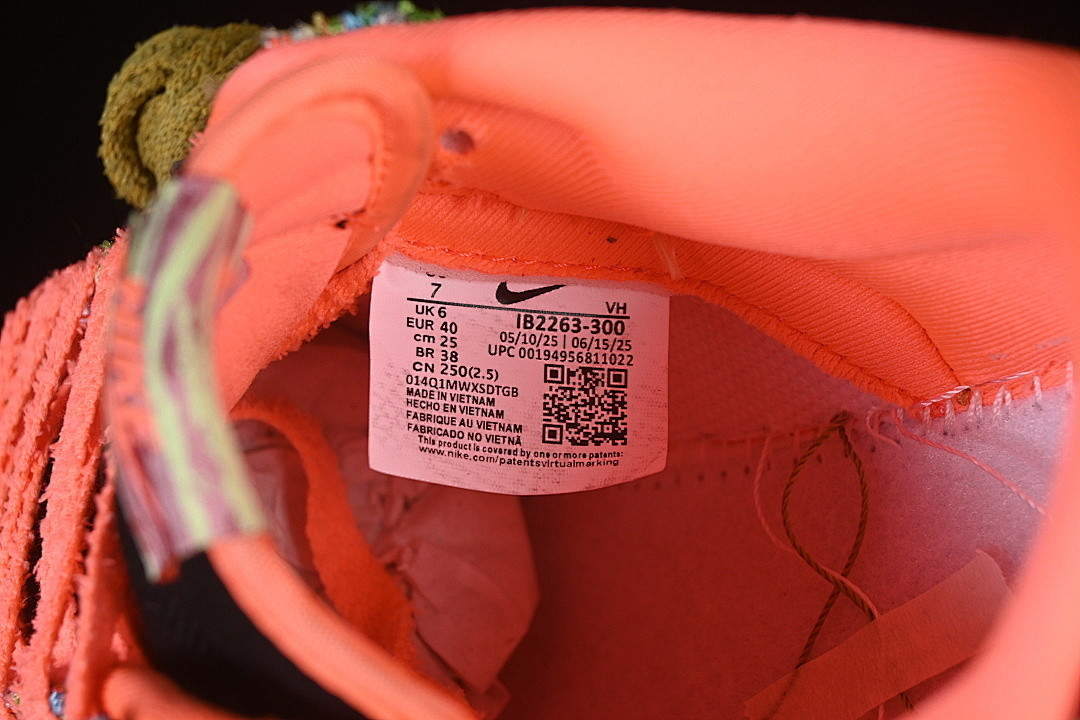 7
VH
UK 6
IB2263-300
EUR 40
05/10/25 | 06/15/25
cm 25
UPC 00194956811022
BR 38
CN 250(2.5)
014Q1MWXSDTGB
MADE IN VIETNAM
HECHO EN VIETNAM
FABRIQUE AU VIETNAM
FABRICADO NO VIETNÃ
This product is covered by one or more patents:
www.nike.com/patentsvirtualmarking